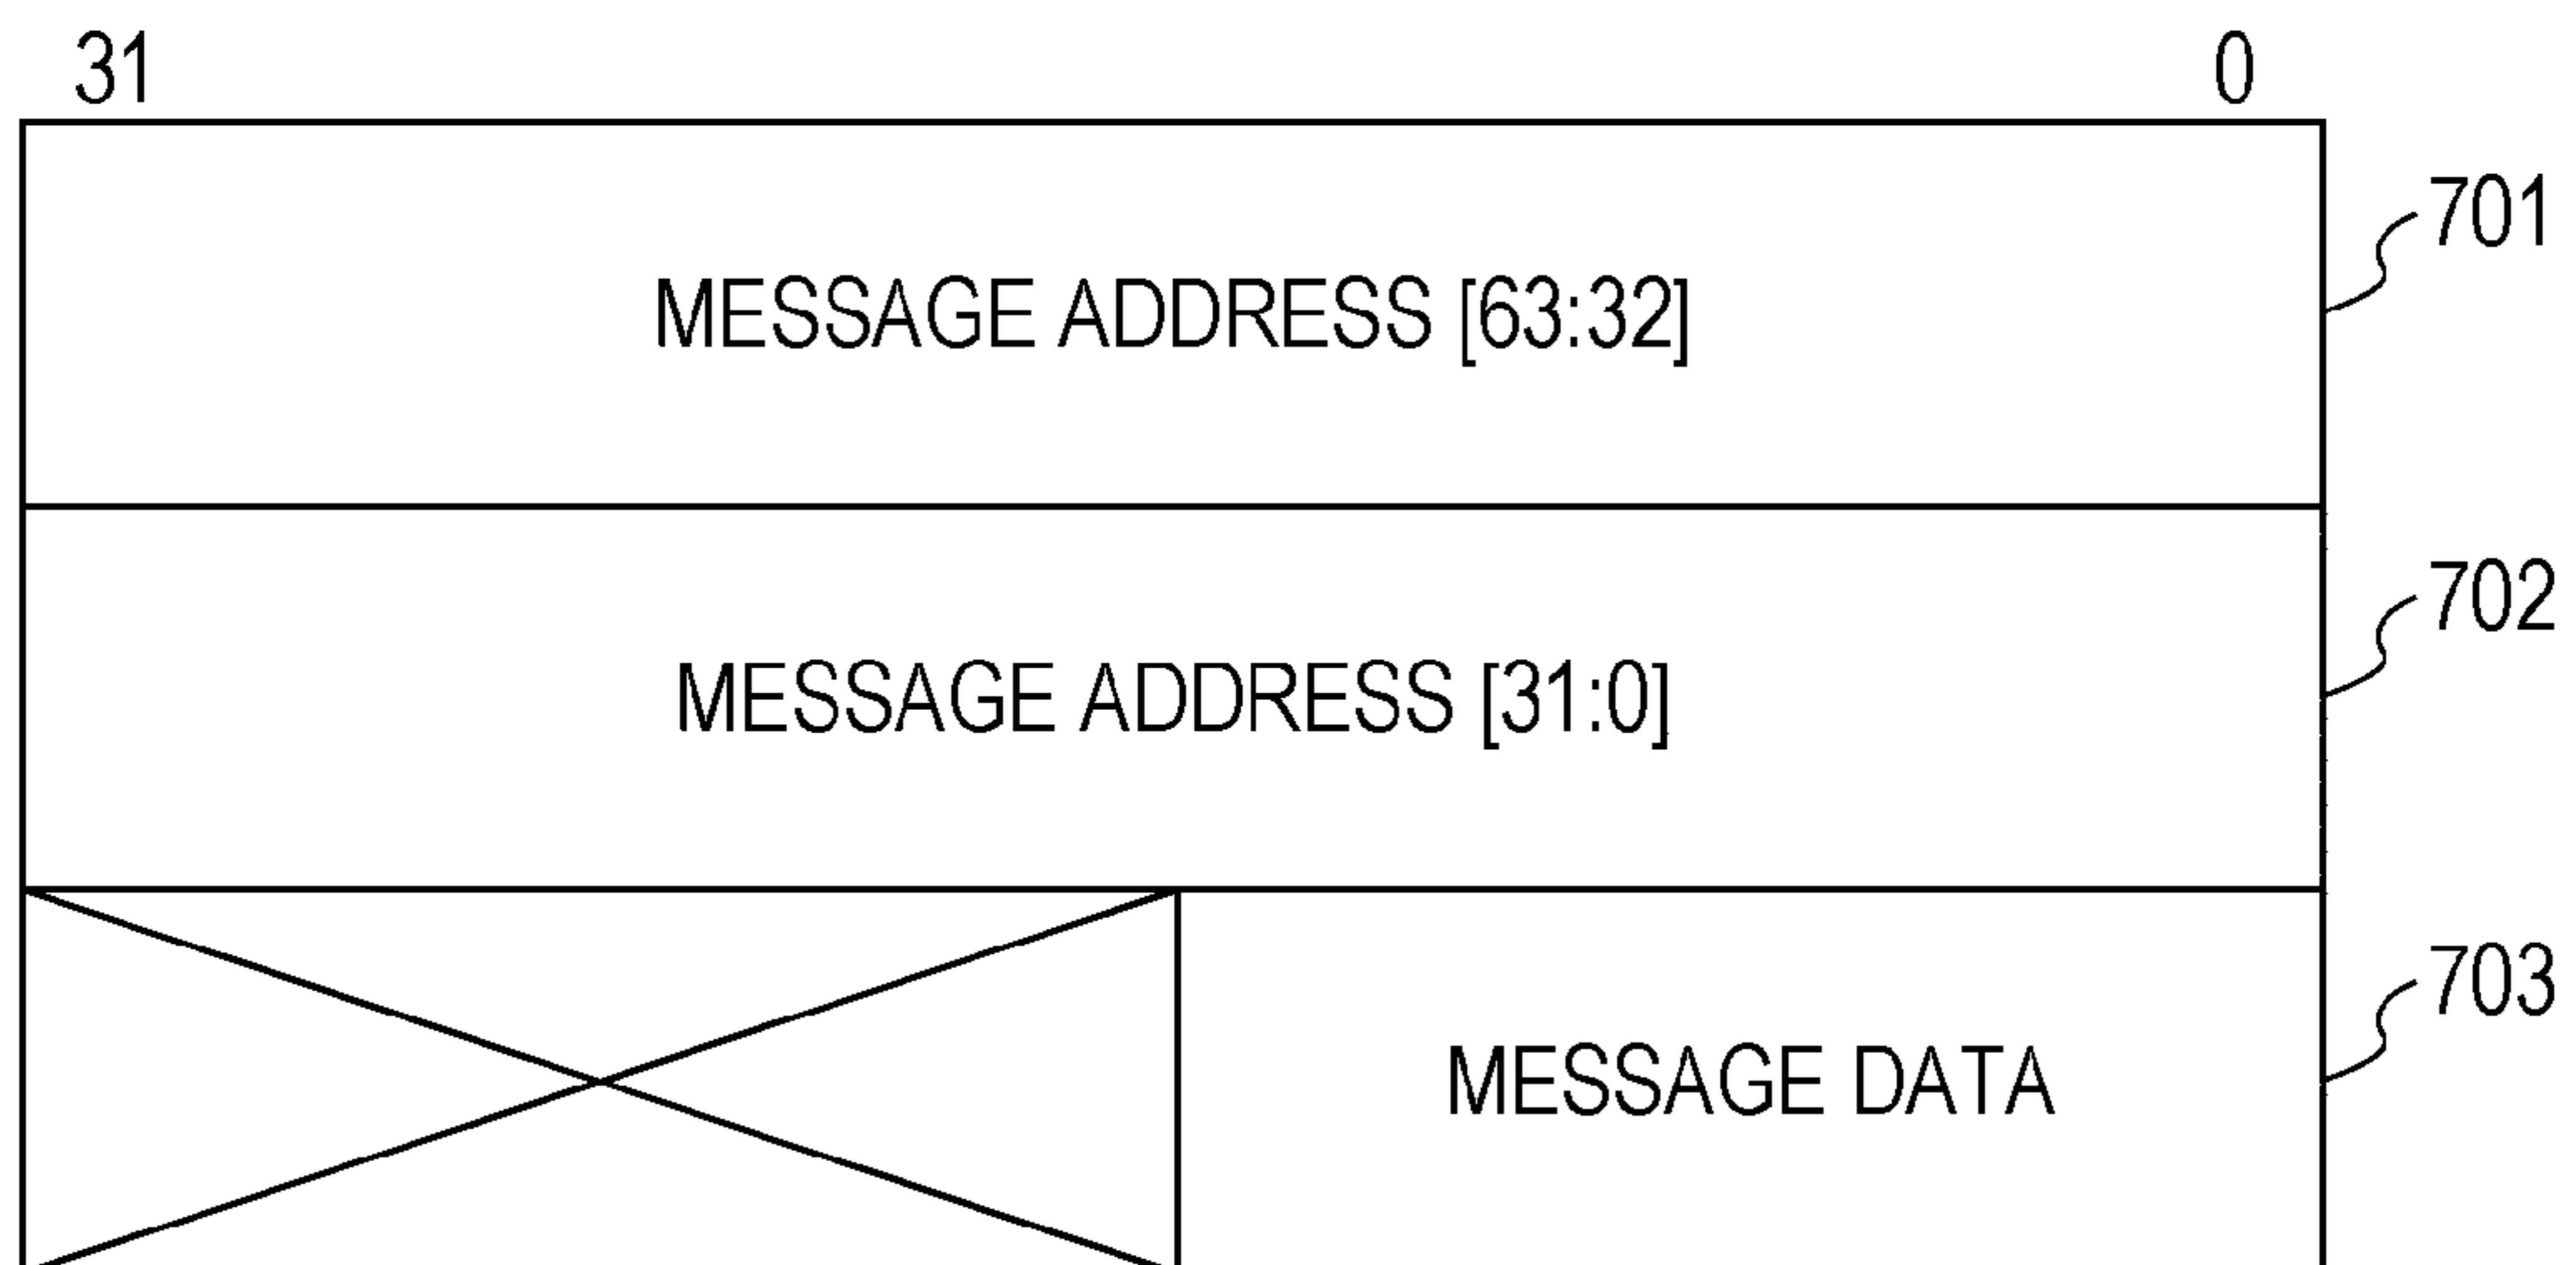 31 0
701
MESSAGE ADDRESS [63:32]
702
MESSAGE ADDRESS [31:0]
703
MESSAGE DATA